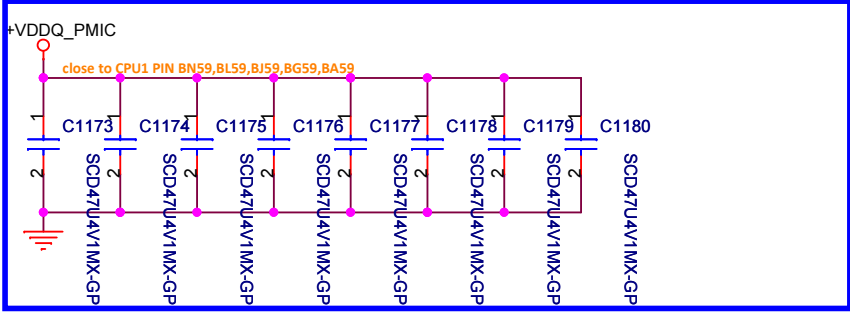 +VDDQ_PMIC
close to CPU1 PIN BN59,BL59,BJ59,BG59,BA59
1 1 1 1 1 1 1 1
C1173 C1174 C1175 C1176 C1177 C1178 C1179 C1180
2 2 2 2 2 2 2 2
SCD47U4V1MX-GP
SCD47U4V1MX-GP
SCD47U4V1MX-GP
SCD47U4V1MX-GP
SCD47U4V1MX-GP
SCD47U4V1MX-GP
SCD47U4V1MX-GP
SCD47U4V1MX-GP